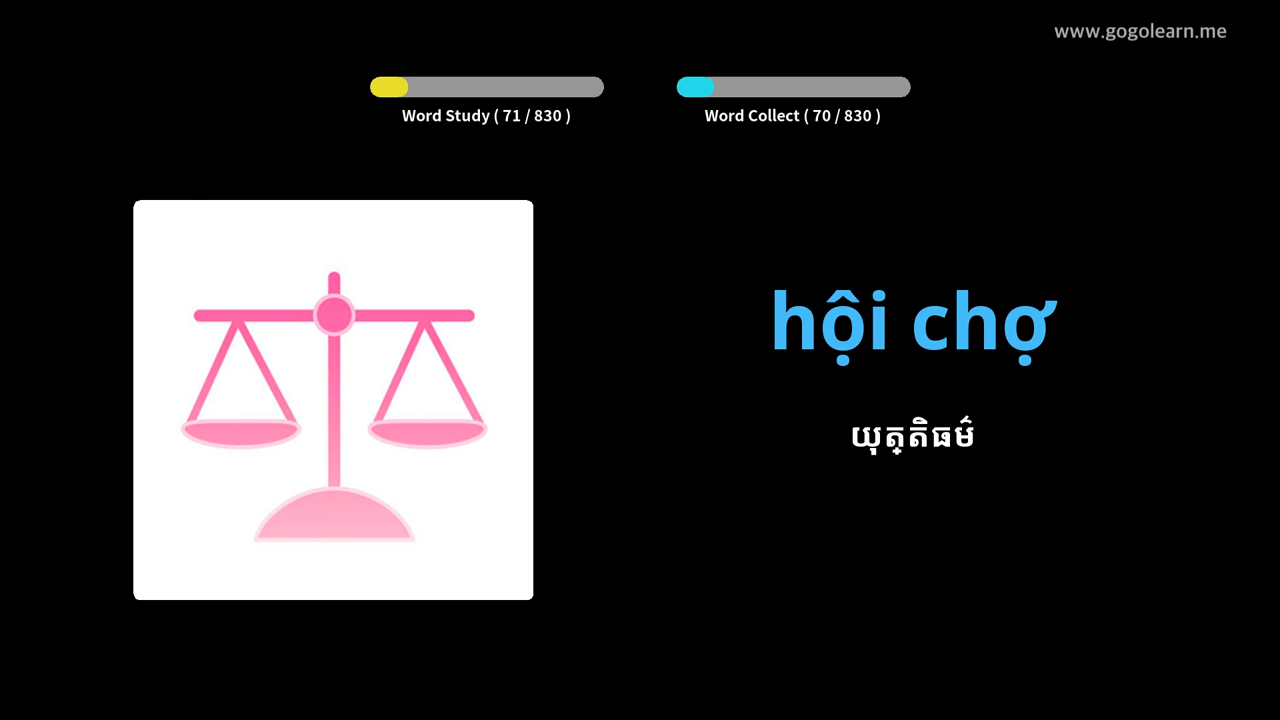 www.gogolearn.me
Word Study ( 71 / 830 )
Word Collect ( 70 / 830 )
hội chợ
យុត្តិធម៌